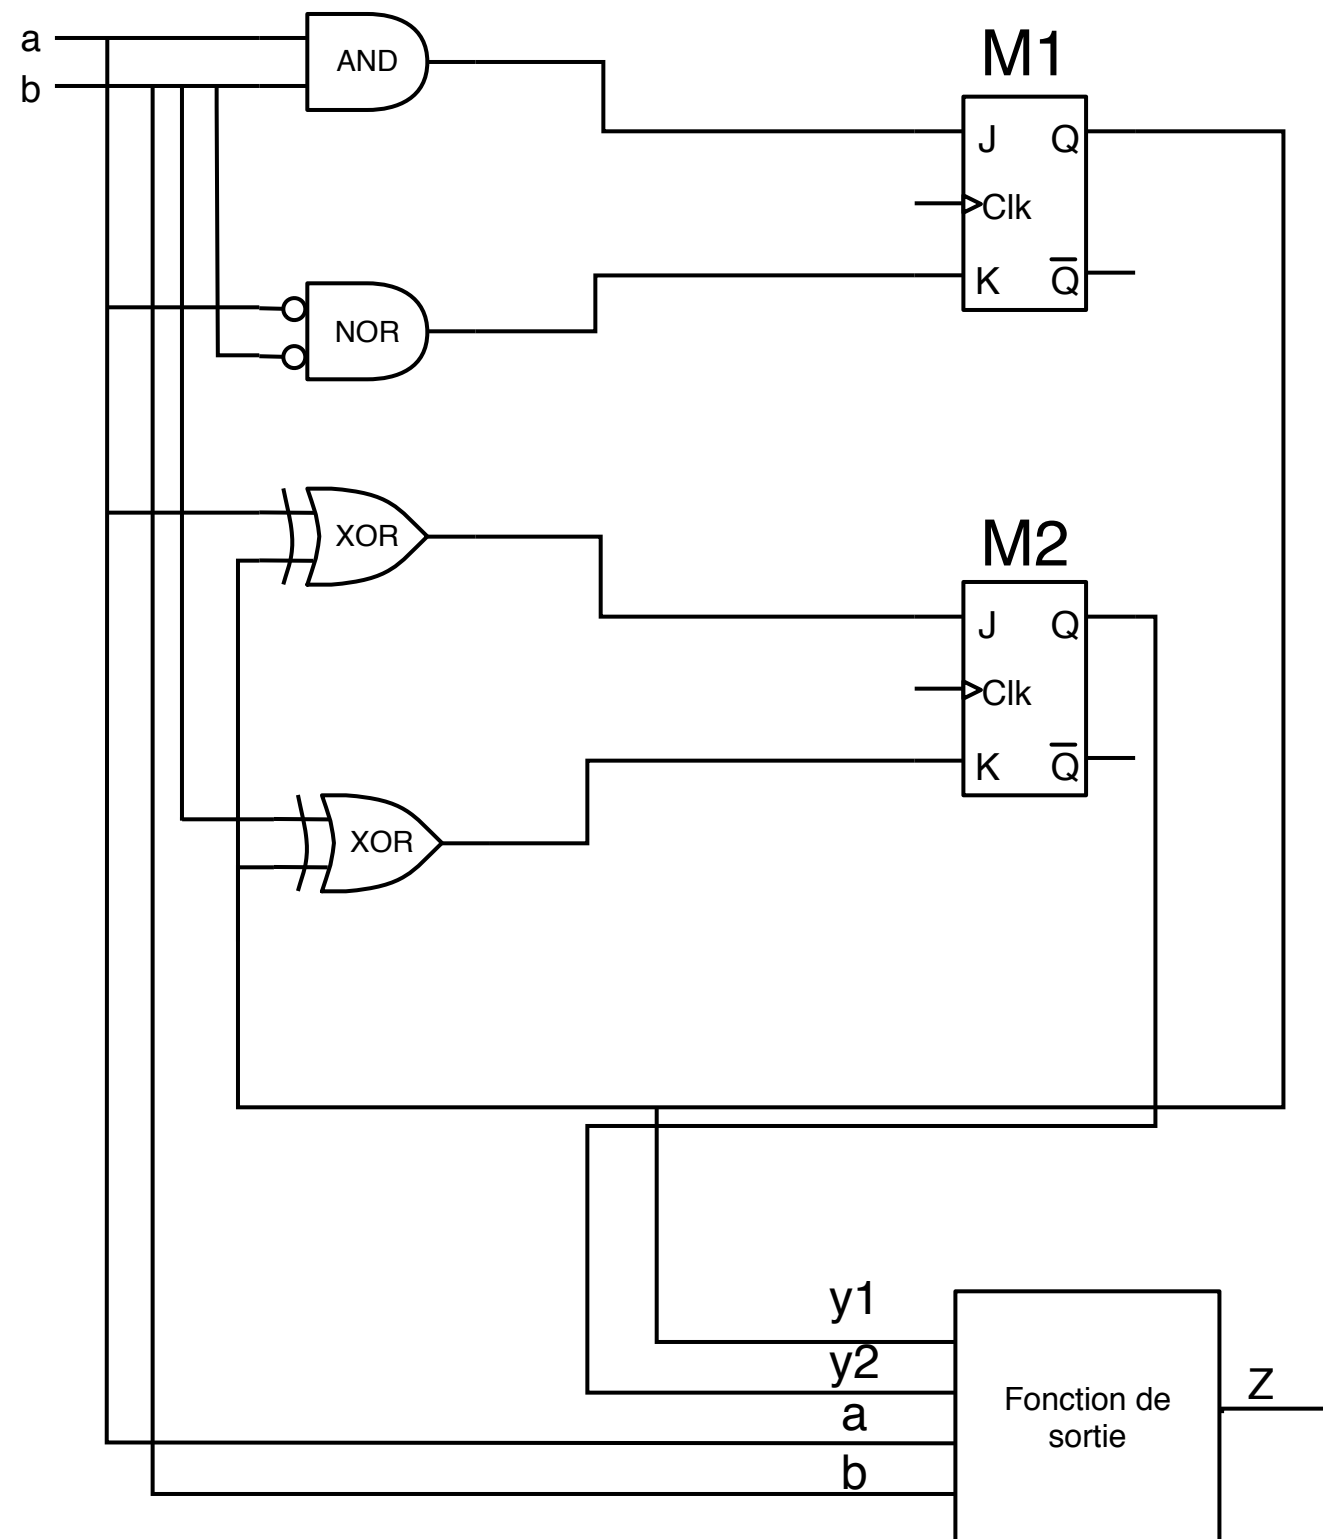 a
b
AND
M1
J Q
Clk
K Q̅
NOR
XOR
M2
J Q
Clk
K Q̅
XOR
y1
y2
a
b
Fonction de
sortie
Z